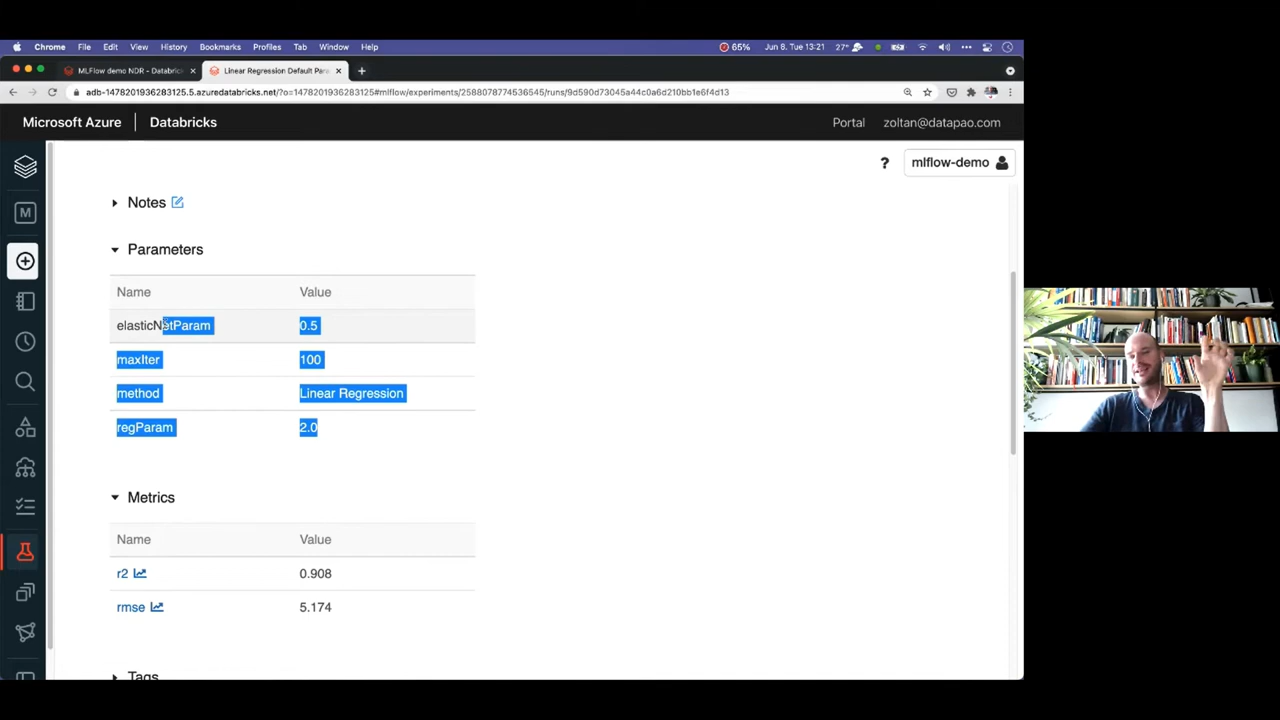 Chrome File Edit View History Bookmarks Profiles Tab Window Help 65% Jun 8. Tue 13:21 27°
MLFlow demo NDR - Databric Linear Regression Default Para
adb-1478201936283125.5.azuredatabricks.net/?o=1478201936283125#mlflow/experiments/2588078774536545/runs/9d590d73045a44c0a6d210bb1e6f4d13
Microsoft Azure Databricks Portal zoltan@datapao.com
? mlflow-demo
M
Notes
Parameters
Name Value
elasticNetParam 0.5
maxIter 100
method Linear Regression
regParam 2.0
Metrics
Name Value
r2 0.908
rmse 5.174
Tags